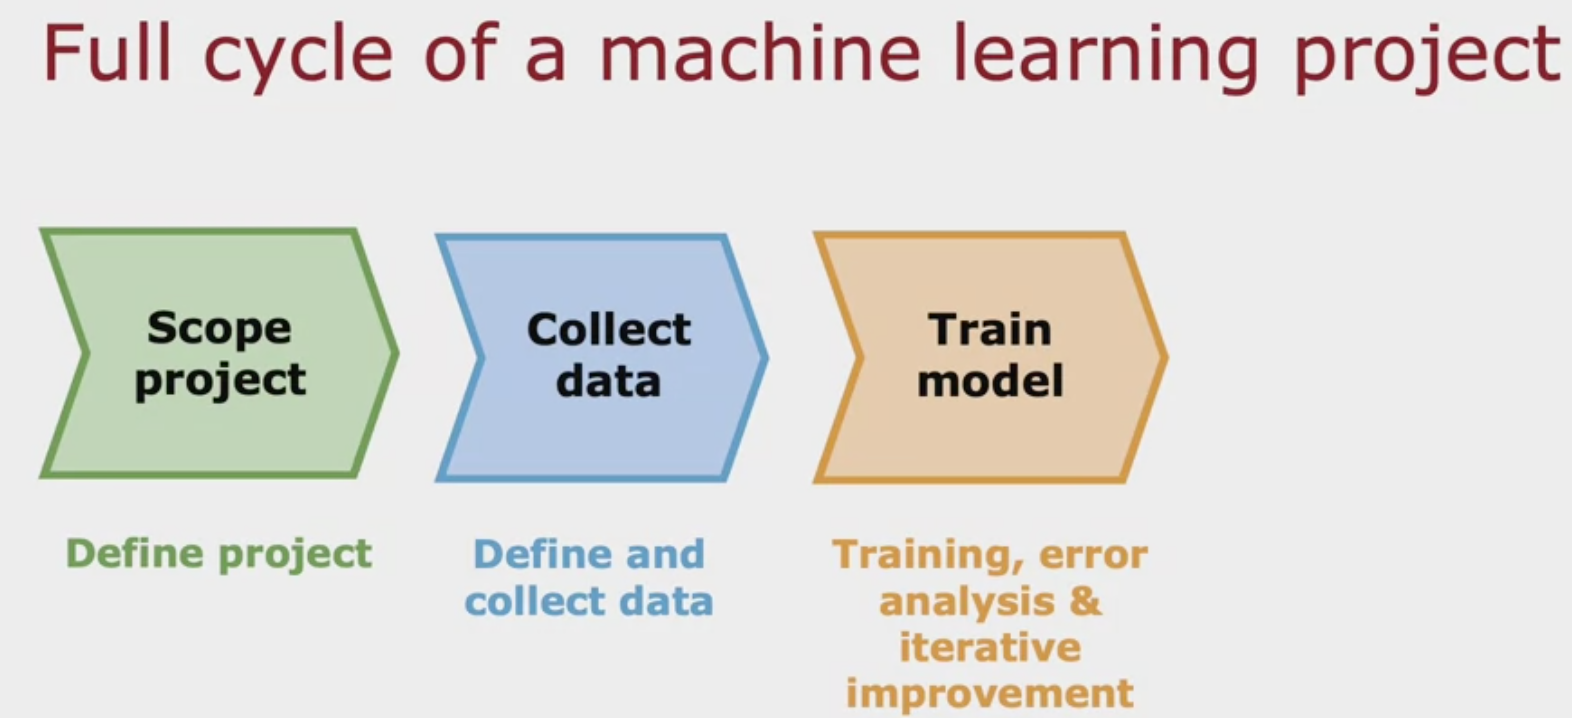 Full cycle of a machine learning project
Scope
project
Collect
data
Train
model
Define project
Define and
collect data
Training, error
analysis &
iterative
improvement